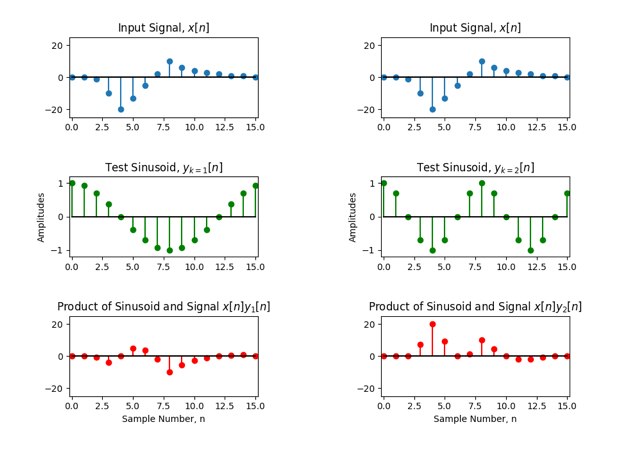 Input Signal, x[n]
20
0
−20
0.0 2.5 5.0 7.5 10.0 12.5 15.0
Input Signal, x[n]
20
0
−20
0.0 2.5 5.0 7.5 10.0 12.5 15.0
Test Sinusoid, y_{k=1}[n]
Amplitudes
1
0
−1
0.0 2.5 5.0 7.5 10.0 12.5 15.0
Test Sinusoid, y_{k=2}[n]
Amplitudes
1
0
−1
0.0 2.5 5.0 7.5 10.0 12.5 15.0
Product of Sinusoid and Signal x[n]y₁[n]
20
0
−20
0.0 2.5 5.0 7.5 10.0 12.5 15.0
Sample Number, n
Product of Sinusoid and Signal x[n]y₂[n]
20
0
−20
0.0 2.5 5.0 7.5 10.0 12.5 15.0
Sample Number, n